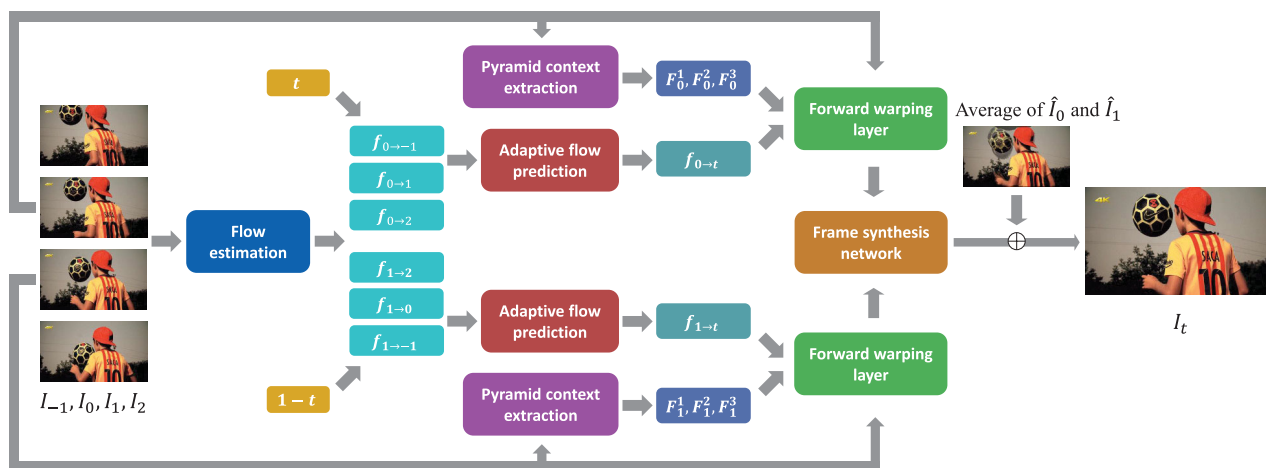 Pyramid context
extraction
F_0^1, F_0^2, F_0^3
t
Forward warping
layer
Average of Î_0 and Î_1
f_{0→−1}
Adaptive flow
prediction
f_{0→t}
f_{0→1}
f_{0→2}
Flow
estimation
Frame synthesis
network
⊕
4K
SAGA
10
f_{1→2}
f_{1→0}
Adaptive flow
prediction
f_{1→t}
f_{1→−1}
I_t
Forward warping
layer
I_{−1}, I_0, I_1, I_2
1 − t
Pyramid context
extraction
F_1^1, F_1^2, F_1^3